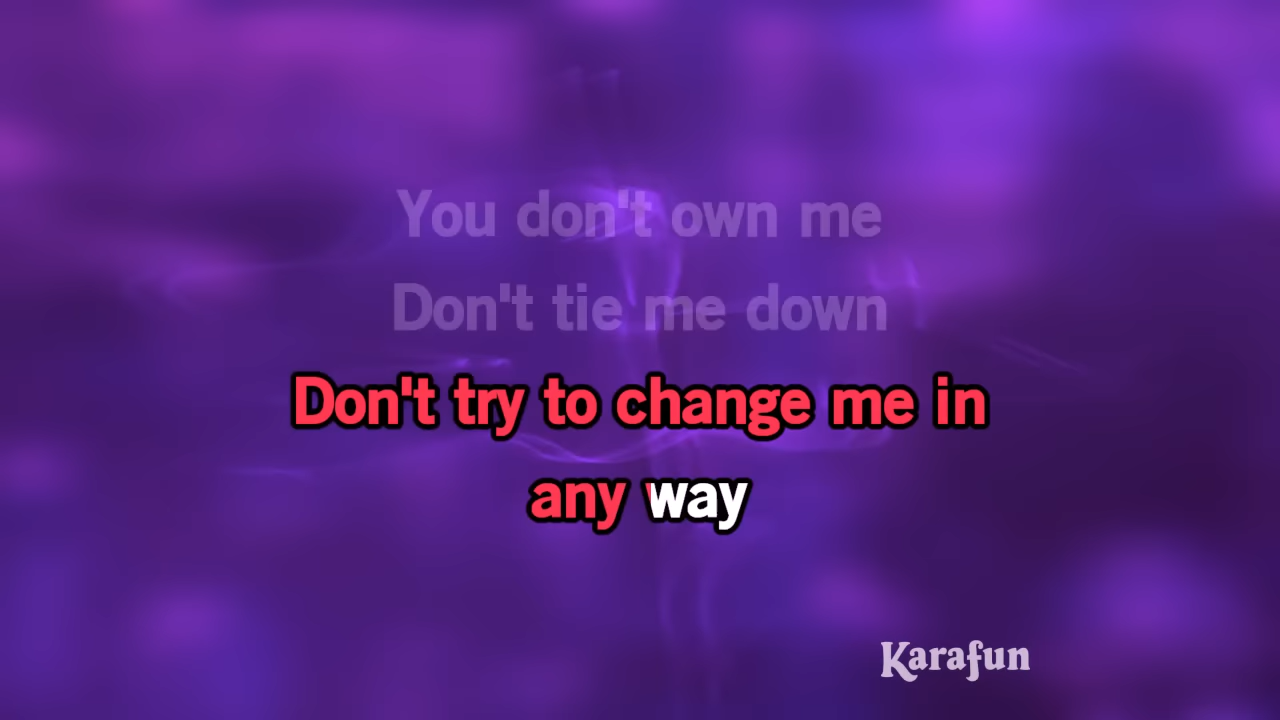 You don't own me
Don't tie me down
Don't try to change me in
any way
Karafun